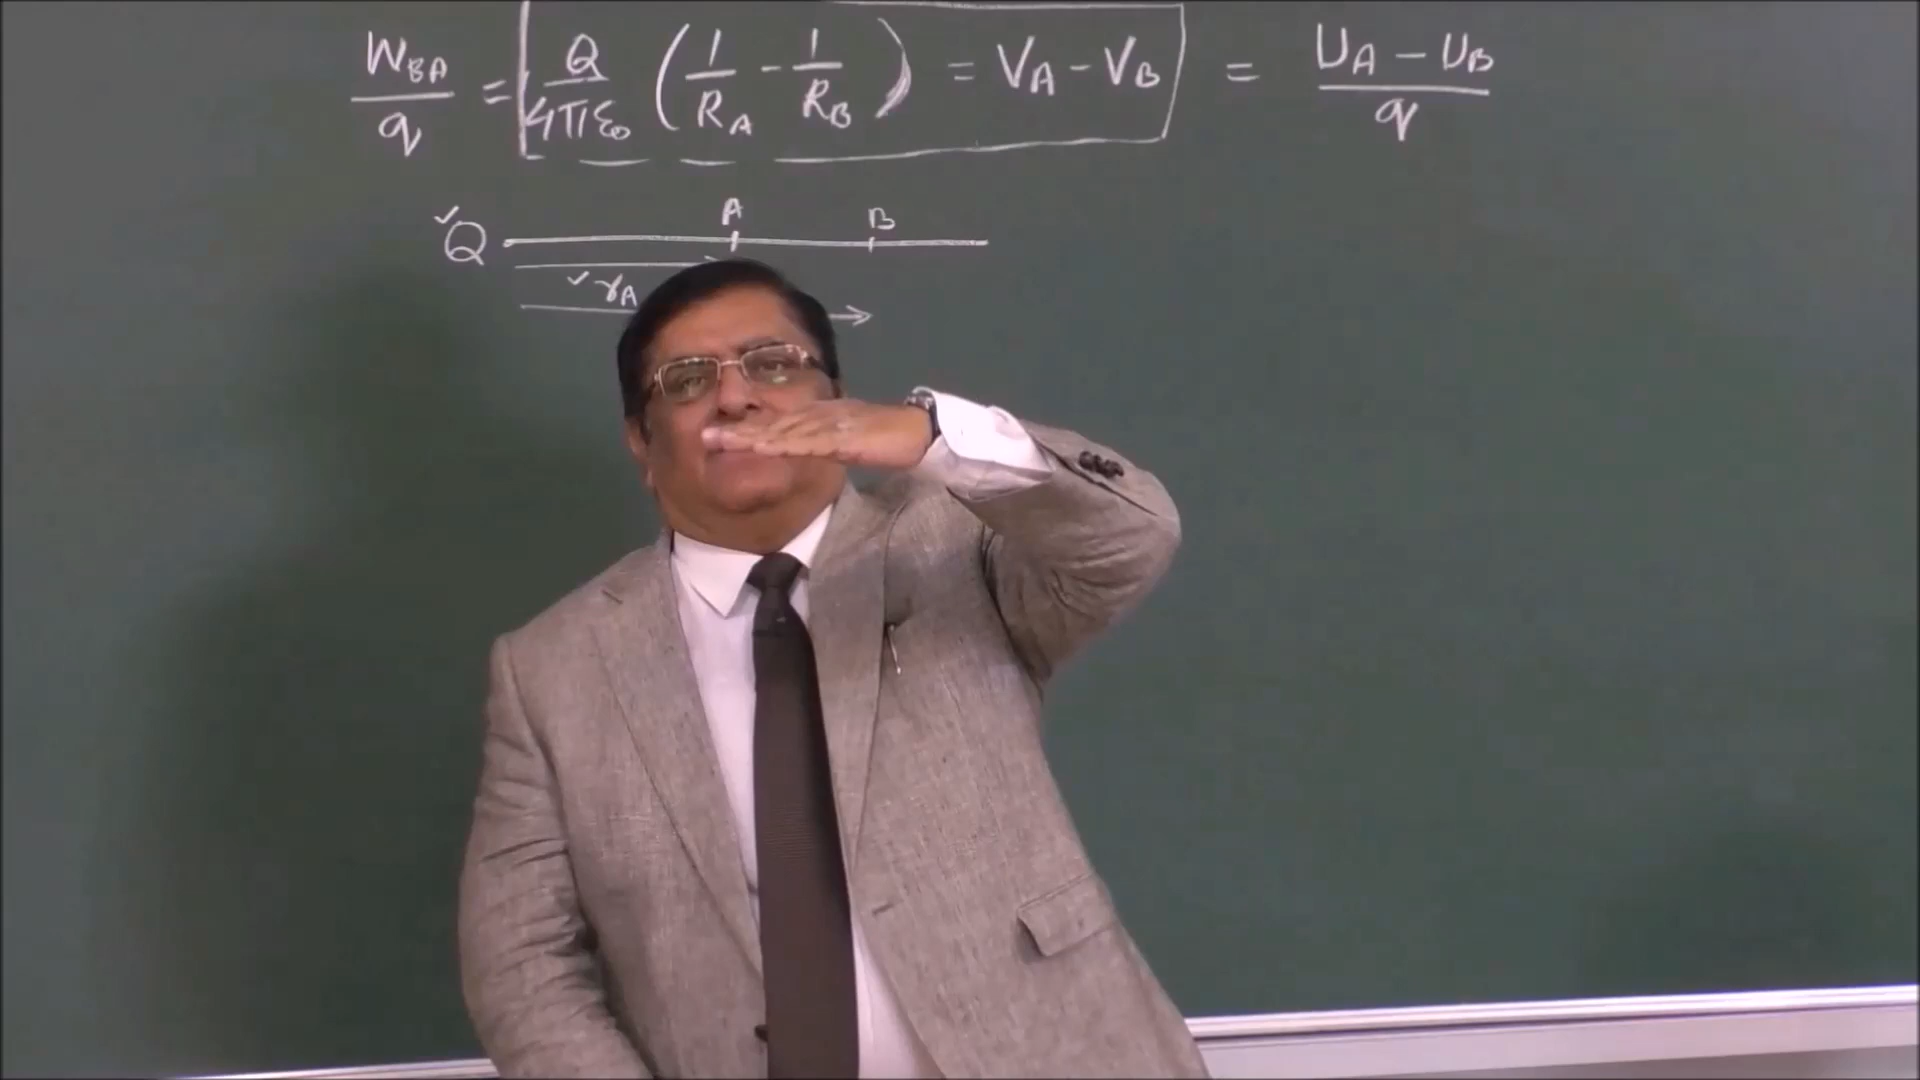 W_BA/q = Q/4πε₀ (1/R_A - 1/R_B) = V_A - V_B = U_A - U_B/q
A B
✓Q
✓ r_A